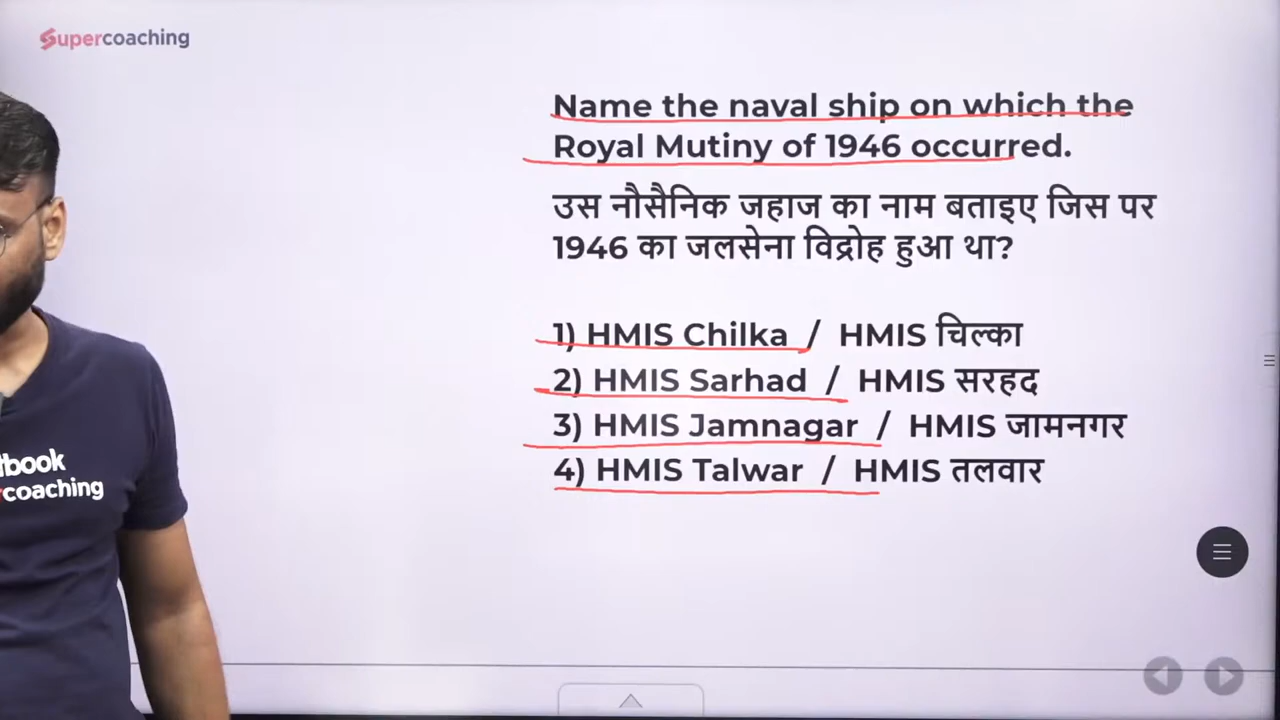 Supercoaching
Name the naval ship on which the
Royal Mutiny of 1946 occurred.
उस नौसैनिक जहाज का नाम बताइए जिस पर
1946 का जलसेना विद्रोह हुआ था?
1) HMIS Chilka / HMIS चिल्का
2) HMIS Sarhad / HMIS सरहद
3) HMIS Jamnagar / HMIS जामनगर
4) HMIS Talwar / HMIS तलवार
tbook
rcoaching